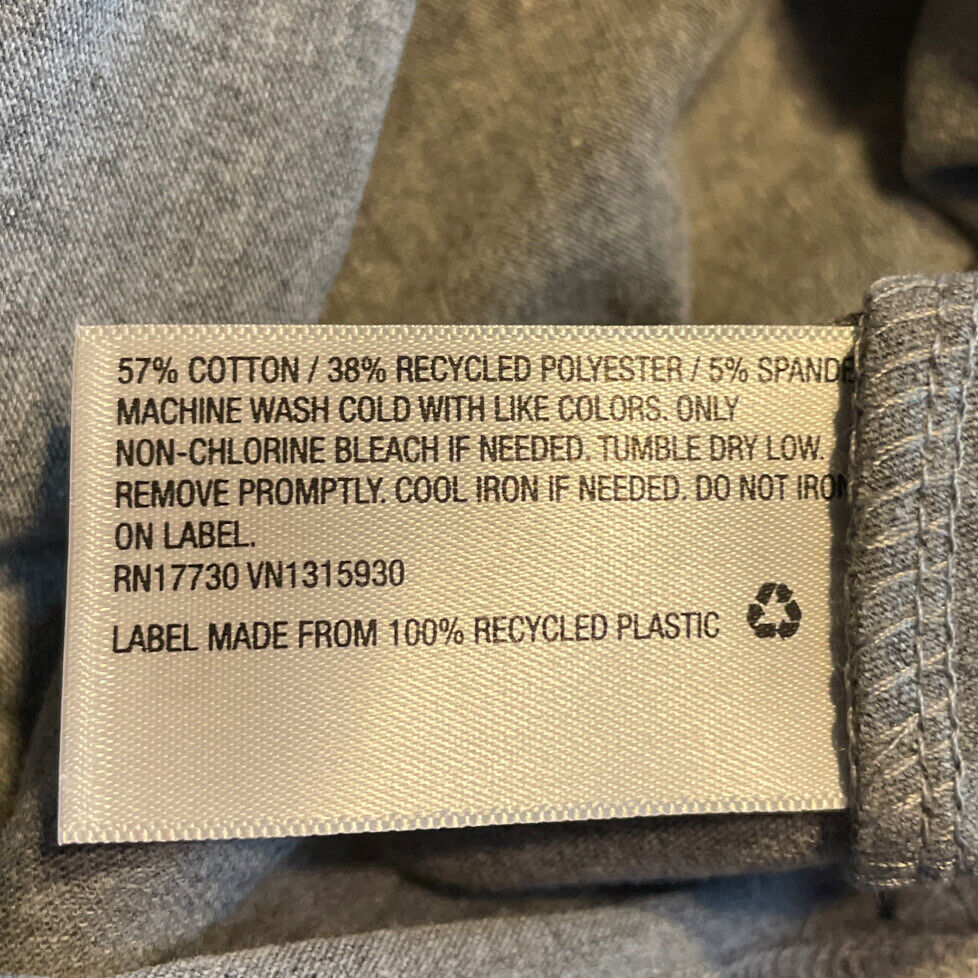 57% COTTON / 38% RECYCLED POLYESTER / 5% SPANDE
MACHINE WASH COLD WITH LIKE COLORS. ONLY
NON-CHLORINE BLEACH IF NEEDED. TUMBLE DRY LOW.
REMOVE PROMPTLY. COOL IRON IF NEEDED. DO NOT IRON
ON LABEL.
RN17730 VN1315930
LABEL MADE FROM 100% RECYCLED PLASTIC